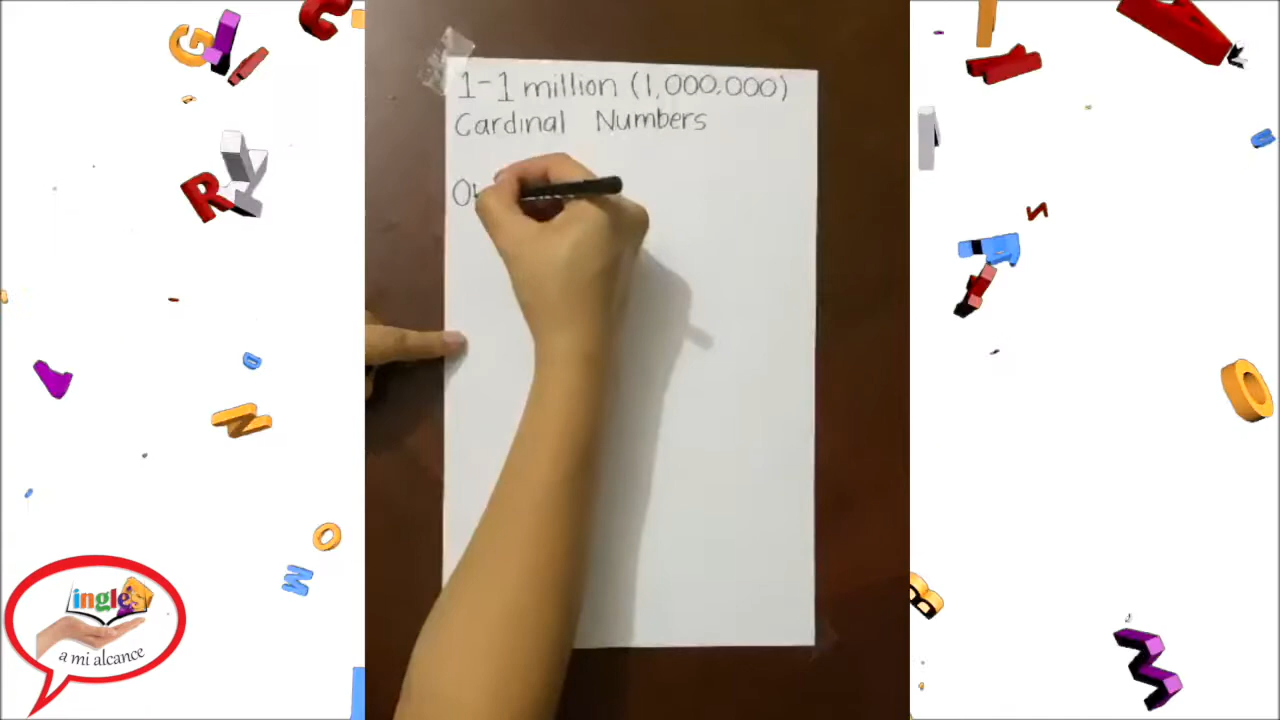 1-1 million (1,000,000)
Cardinal Numbers
ingles
a mi alcance